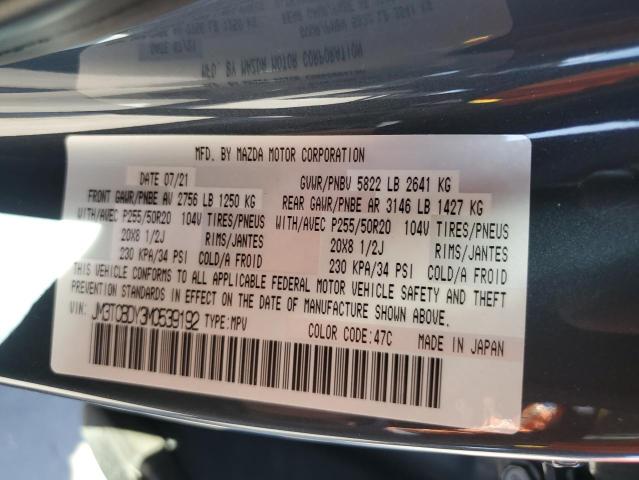 MFD. BY MAZDA MOTOR CORPORATION
DATE 07/21 GVWR/PNBV 5822 LB 2641 KG
FRONT GAWR/PNBE AV 2756 LB 1250 KG REAR GAWR/PNBE AR 3146 LB 1427 KG
WITH/AVEC P255/50R20 104V TIRES/PNEUS WITH/AVEC P255/50R20 104V TIRES/PNEUS
20X8 1/2J RIMS/JANTES 20X8 1/2J RIMS/JANTES
230 KPA/34 PSI COLD/A FROID 230 KPA/34 PSI COLD/A FROID
THIS VEHICLE CONFORMS TO ALL APPLICABLE FEDERAL MOTOR VEHICLE SAFETY AND THEFT
PREVENTION STANDARDS IN EFFECT ON THE DATE OF MANUFACTURE SHOWN ABOVE.
VIN: JM3TCBDY3M0539192 TYPE:MPV COLOR CODE:47C MADE IN JAPAN